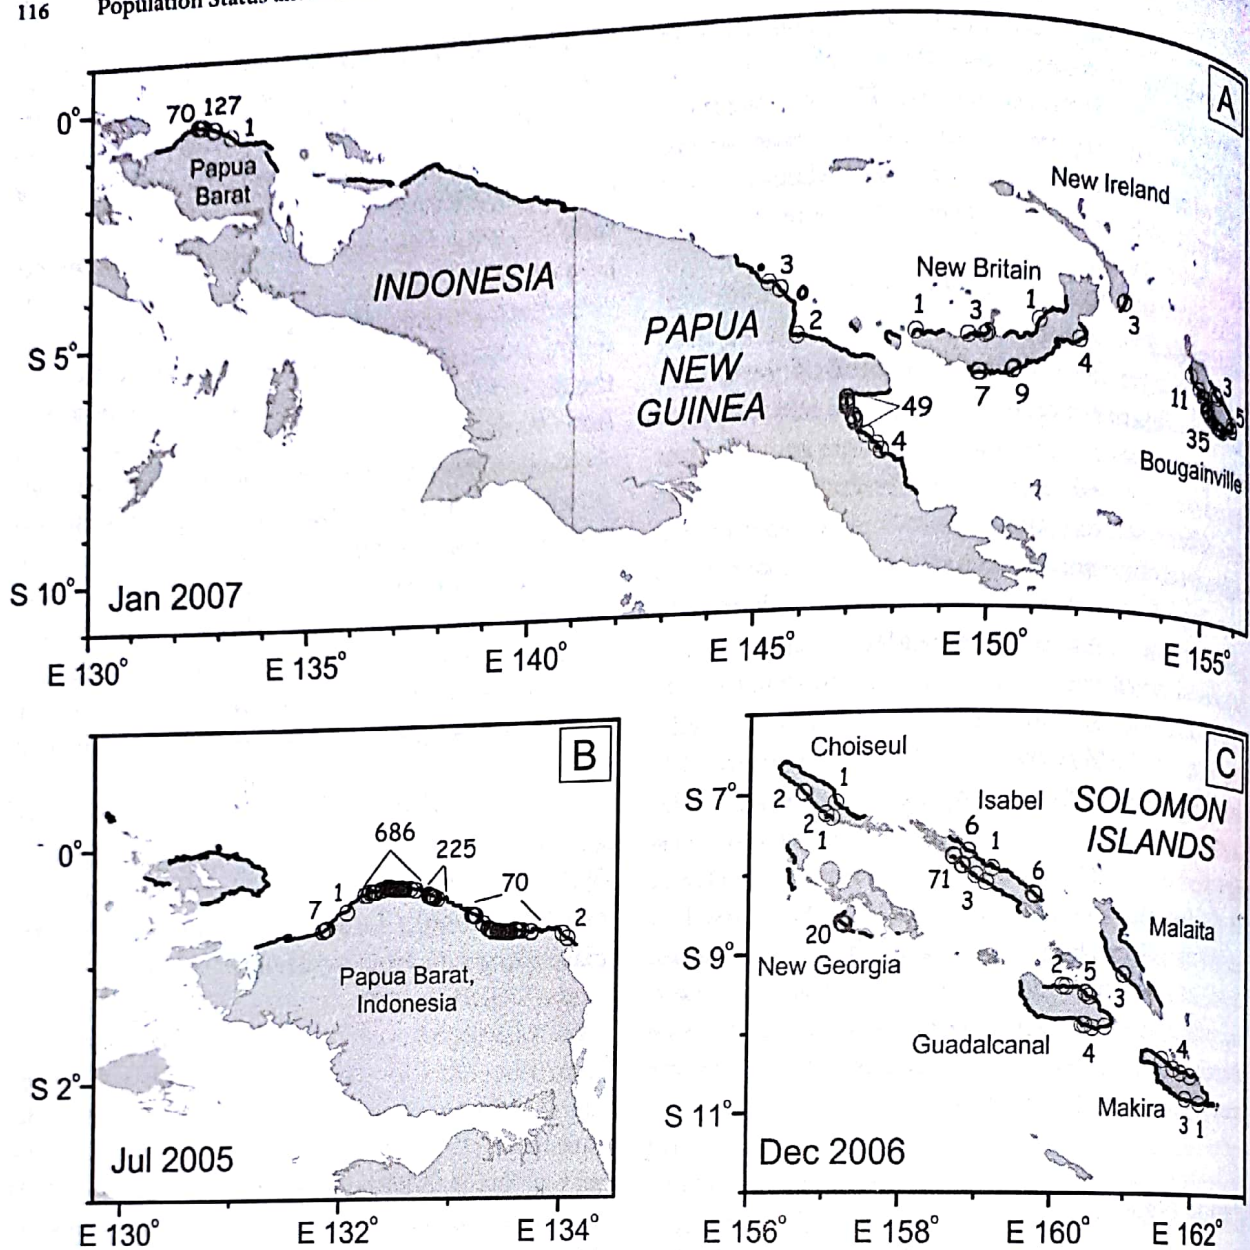 116 Population Status
A
0°
70 127
1
Papua
Barat
New Ireland
INDONESIA
3
New Britain
1 3 1
3
2
PAPUA
NEW
GUINEA
S 5°
4
7 9
49
4
11
3
5
35
Bougainville
S 10°
Jan 2007
E 130° E 135° E 140° E 145° E 150° E 155°
B
686
225
0°
1
7
70
2
Papua Barat,
Indonesia
S 2°
Jul 2005
E 130° E 132° E 134°
C
Choiseul
S 7°
1
2
2
1
Isabel
SOLOMON
ISLANDS
6
1
71
6
3
20
Malaita
S 9°
New Georgia
2 5
3
Guadalcanal
4
4
S 11°
Makira
3 1
Dec 2006
E 156° E 158° E 160° E 162°